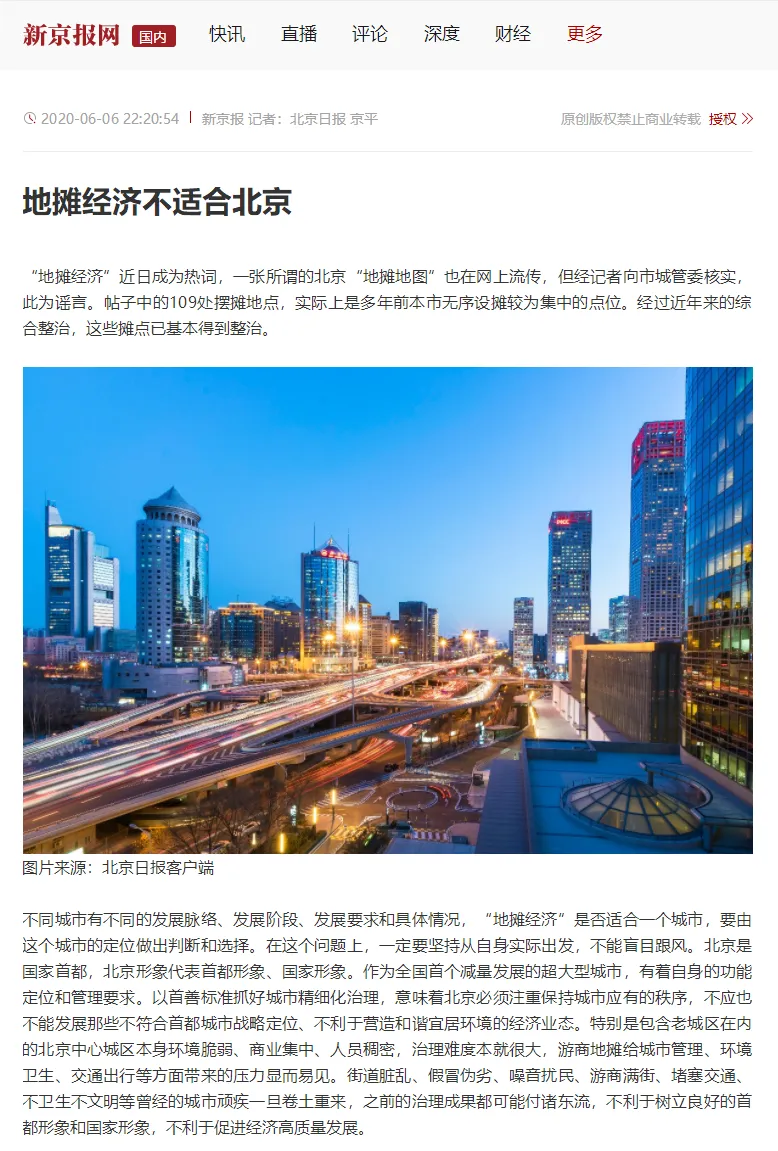 新京报网 国内 快讯 直播 评论 深度 财经 更多
2020-06-06 22:20:54 新京报 记者：北京日报 京平 原创版权禁止商业转载 授权
地摊经济不适合北京
“地摊经济”近日成为热词，一张所谓的北京“地摊地图”也在网上流传，但经记者向市城管委核实，
此为谣言。帖子中的109处摆摊地点，实际上是多年前本市无序设摊较为集中的点位。经过近年来的综
合整治，这些摊点已基本得到整治。
图片来源：北京日报客户端
不同城市有不同的发展脉络、发展阶段、发展要求和具体情况，“地摊经济”是否适合一个城市，要由
这个城市的定位做出判断和选择。在这个问题上，一定要坚持从自身实际出发，不能盲目跟风。北京是
国家首都，北京形象代表首都形象、国家形象。作为全国首个减量发展的超大型城市，有着自身的功能
定位和管理要求。以首善标准抓好城市精细化治理，意味着北京必须注重保持城市应有的秩序，不应也
不能发展那些不符合首都城市战略定位、不利于营造和谐宜居环境的经济业态。特别是包含老城区在内
的北京中心城区本身环境脆弱、商业集中、人员稠密，治理难度本就很大，游商地摊给城市管理、环境
卫生、交通出行等方面带来的压力显而易见。街道脏乱、假冒伪劣、噪音扰民、游商满街、堵塞交通、
不卫生不文明等曾经的城市顽疾一旦卷土重来，之前的治理成果都可能付诸东流，不利于树立良好的首
都形象和国家形象，不利于促进经济高质量发展。